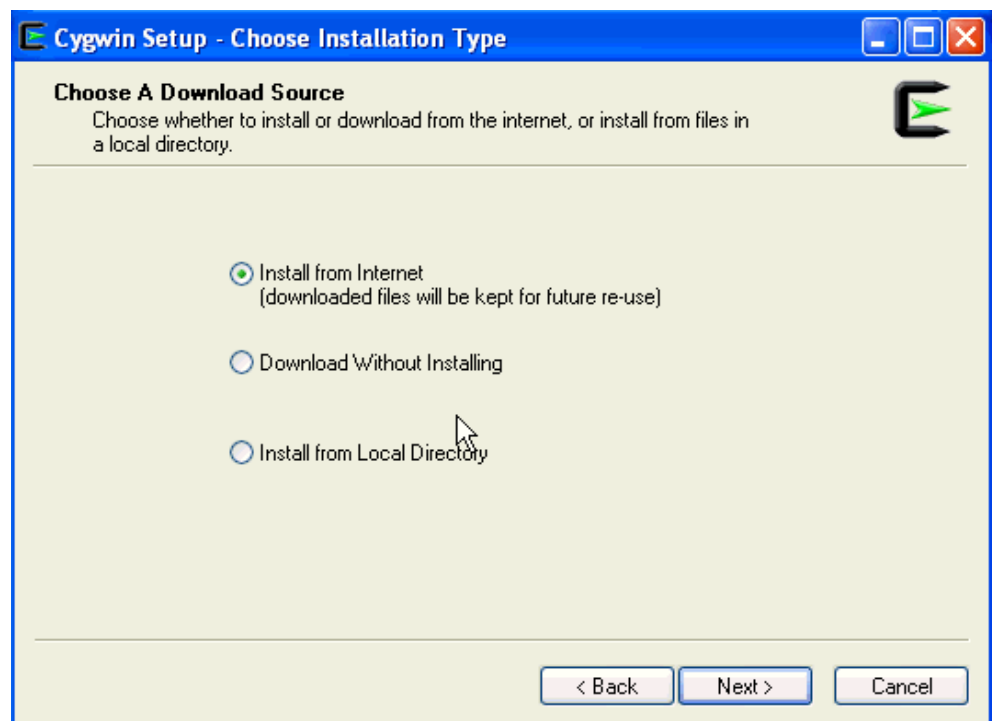 Cygwin Setup - Choose Installation Type
Choose A Download Source
Choose whether to install or download from the internet, or install from files in
a local directory.
Install from Internet
(downloaded files will be kept for future re-use)
Download Without Installing
Install from Local Directory
< Back
Next >
Cancel